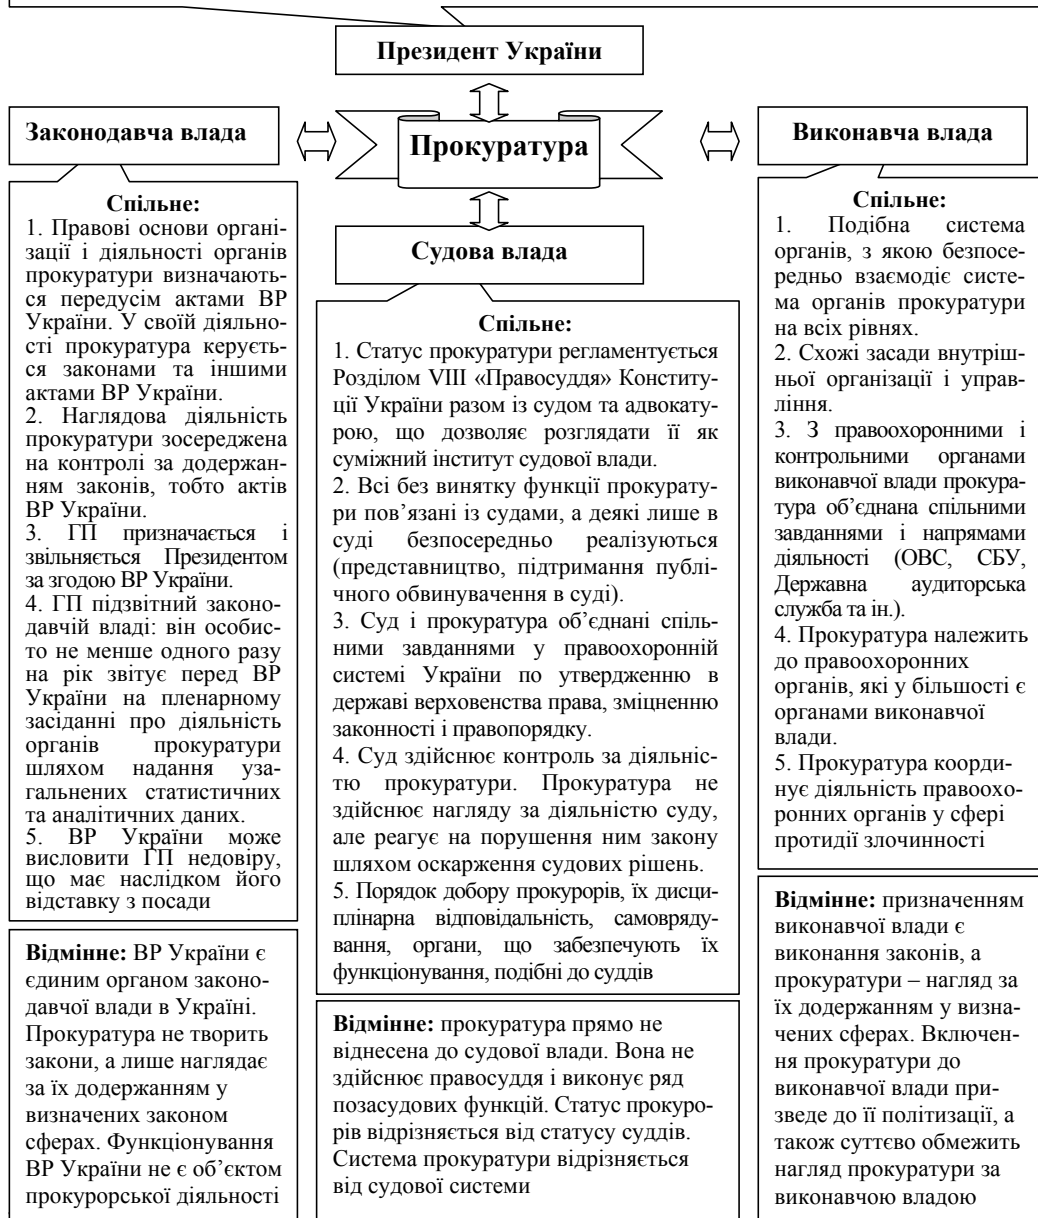 Президент України
Законодавча влада
Прокуратура
Виконавча влада
Судова влада
Спільне:
1. Правові основи органі-
зації і діяльності органів
прокуратури визначають-
ся передусім актами ВР
України. У своїй діяльно-
сті прокуратура керуєть-
ся законами та іншими
актами ВР України.
2. Наглядова діяльність
прокуратури зосереджена
на контролі за додержан-
ням законів, тобто актів
ВР України.
3. ГП призначається і
звільняється Президентом
за згодою ВР України.
4. ГП підзвітний законо-
давчій владі: він особис-
то не менше одного разу
на рік звітує перед ВР
України на пленарному
засіданні про діяльність
органів прокуратури
шляхом надання уза-
гальнених статистичних
та аналітичних даних.
5. ВР України може
висловити ГП недовіру,
що має наслідком його
відставку з посади
Відмінне: ВР України є
єдиним органом законо-
давчої влади в Україні.
Прокуратура не творить
закони, а лише наглядає
за їх додержанням у
визначених законом
сферах. Функціонування
ВР України не є об’єктом
прокурорської діяльності
Спільне:
1. Статус прокуратури регламентується
Розділом VIII «Правосуддя» Конститу-
ції України разом із судом та адвокату-
рою, що дозволяє розглядати її як
суміжний інститут судової влади.
2. Всі без винятку функції прокурату-
ри пов’язані із судами, а деякі лише в
суді безпосередньо реалізуються
(представництво, підтримання публі-
чного обвинувачення в суді).
3. Суд і прокуратура об’єднані спіль-
ними завданнями у правоохоронній
системі України по утвердженню в
державі верховенства права, зміцненню
законності і правопорядку.
4. Суд здійснює контроль за діяльніс-
тю прокуратури. Прокуратура не
здійснює нагляду за діяльністю суду,
але реагує на порушення ним закону
шляхом оскарження судових рішень.
5. Порядок добору прокурорів, їх дисци-
плінарна відповідальність, самовряду-
вання, органи, що забезпечують їх
функціонування, подібні до суддів
Відмінне: прокуратура прямо не
віднесена до судової влади. Вона не
здійснює правосуддя і виконує ряд
позасудових функцій. Статус прокуро-
рів відрізняється від статусу суддів.
Система прокуратури відрізняється
від судової системи
Спільне:
1. Подібна система
органів, з якою безпосе-
редньо взаємодіє систе-
ма органів прокуратури
на всіх рівнях.
2. Схожі засади внутріш-
ньої організації і управ-
ління.
3. З правоохоронними і
контрольними органами
виконавчої влади прокура-
тура об’єднана спільними
завданнями і напрямами
діяльності (ОВС, СБУ,
Державна аудиторська
служба та ін.).
4. Прокуратура належить
до правоохоронних
органів, які у більшості є
органами виконавчої
влади.
5. Прокуратура коорди-
нує діяльність правоохо-
ронних органів у сфері
протидії злочинності
Відмінне: призначенням
виконавчої влади є
виконання законів, а
прокуратури – нагляд за
їх додержанням у визна-
чених сферах. Включен-
ня прокуратури до
виконавчої влади при-
зведе до її політизації, а
також суттєво обмежить
нагляд прокуратури за
виконавчою владою